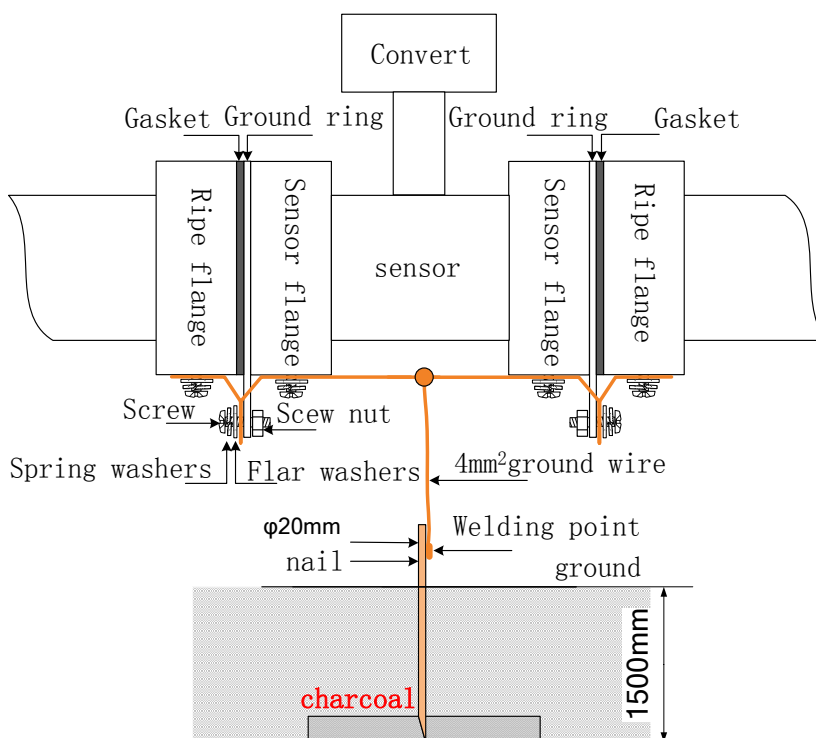 Convert
Gasket
Ground ring
Ground ring
Gasket
Ripe flange
Sensor flange
sensor
Sensor flange
Ripe flange
Screw
Scew nut
Spring washers
Flar washers
4mm²ground wire
φ20mm
Welding point
nail
ground
1500mm
charcoal